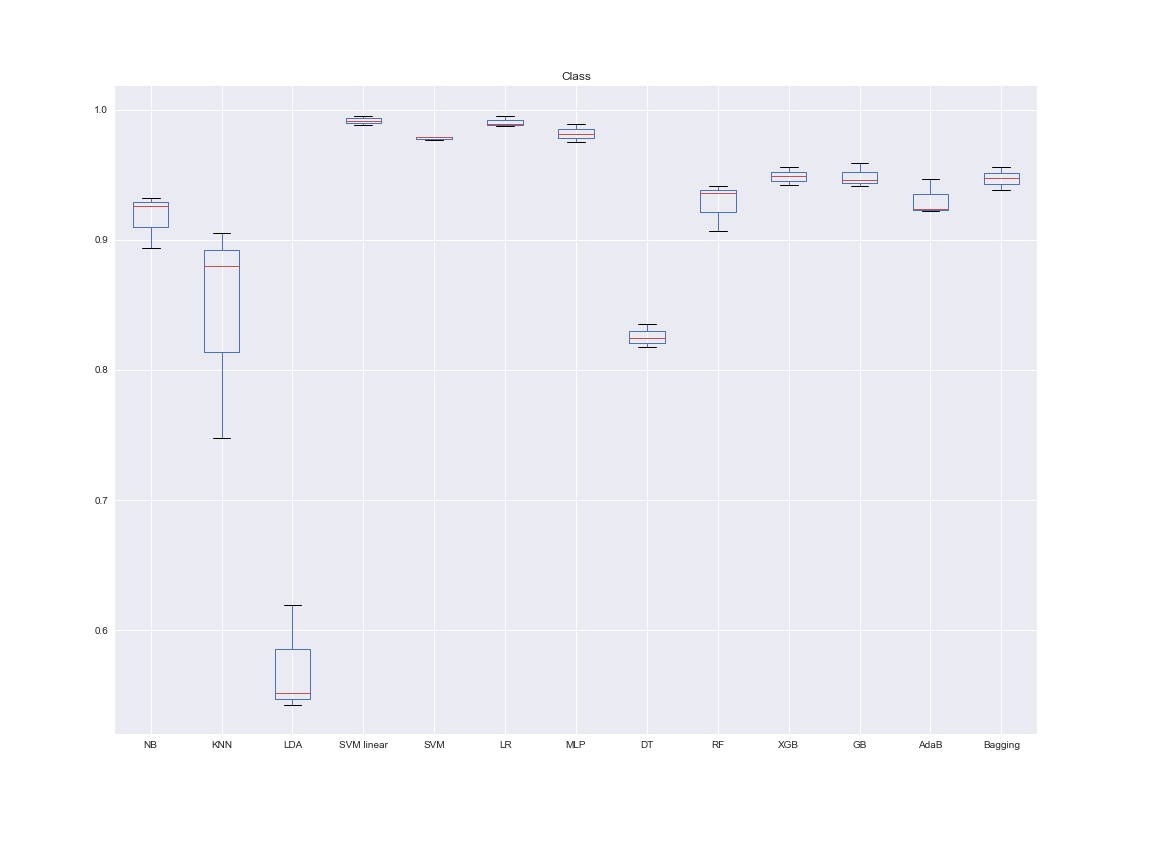 Class
1.0
0.9
0.8
0.7
0.6
NB KNN LDA SVM linear SVM LR MLP DT RF XGB GB AdaB Bagging